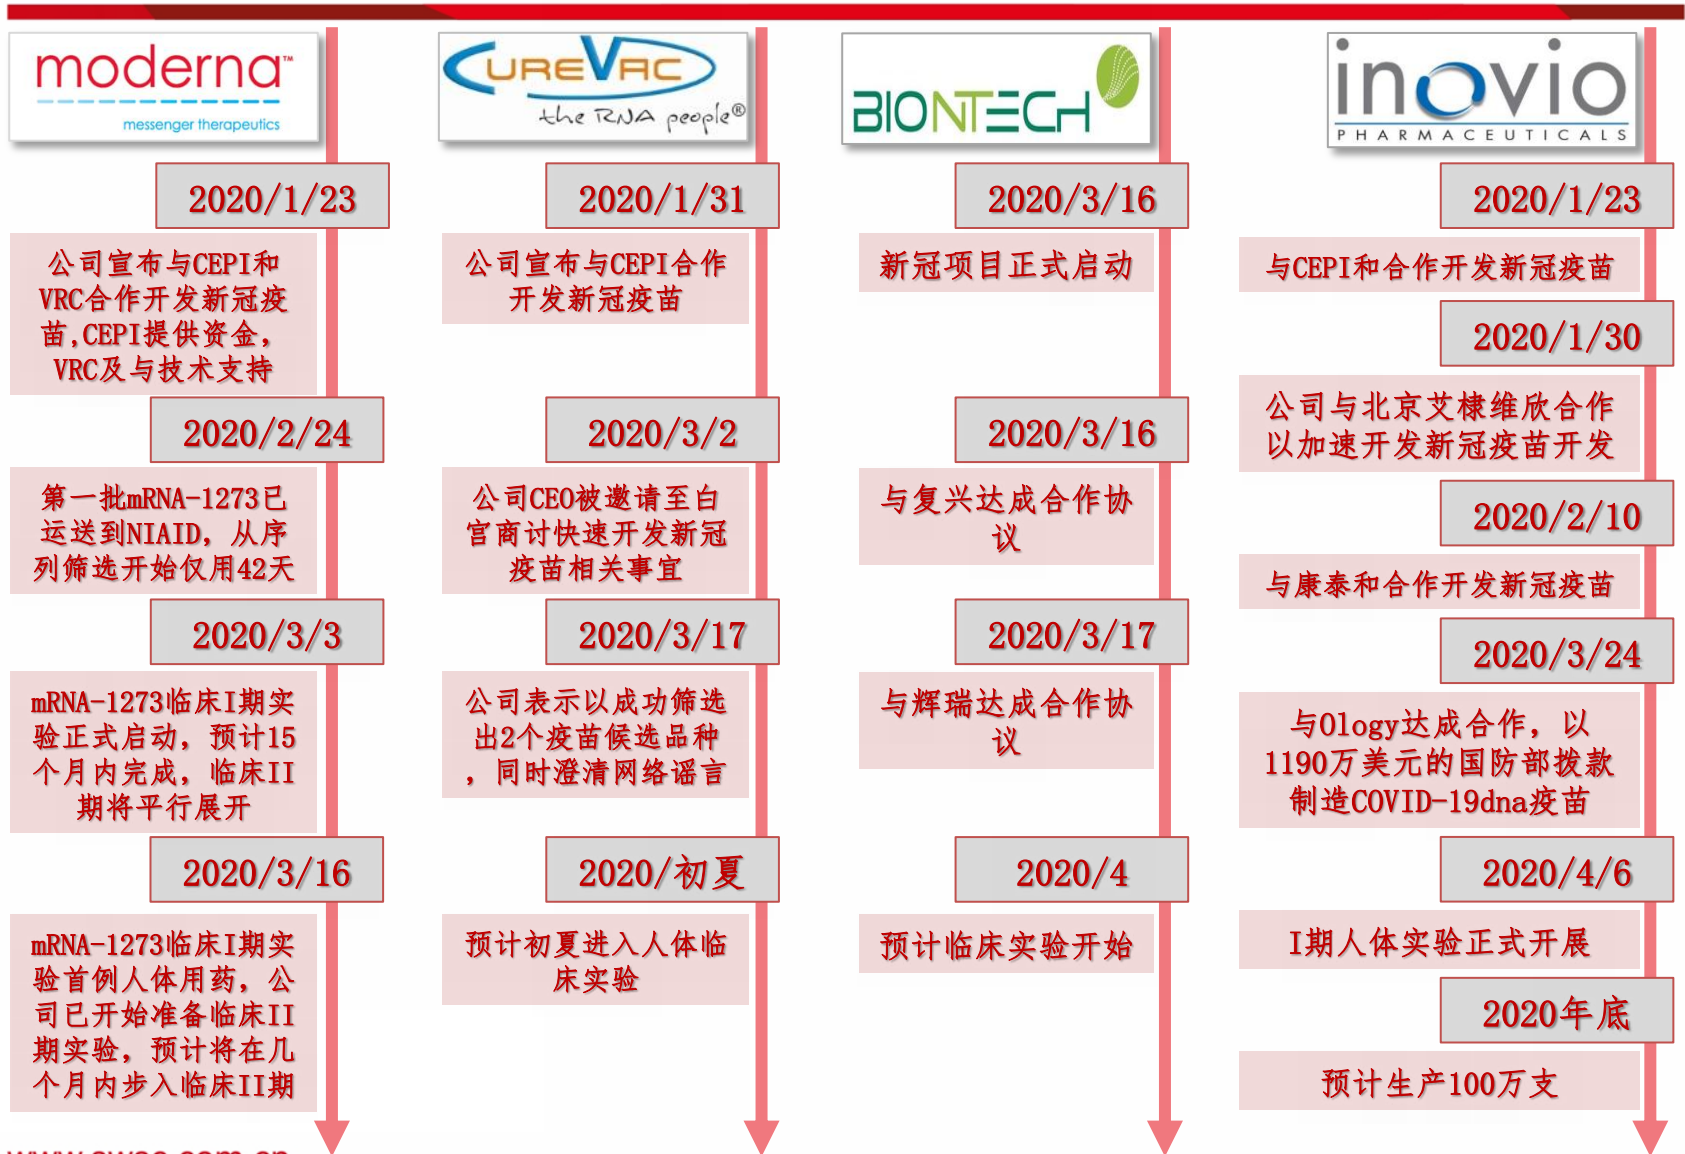 moderna™
messenger therapeutics
2020/1/23
公司宣布与CEPI和
VRC合作开发新冠疫
苗,CEPI提供资金，
VRC及与技术支持
2020/2/24
第一批mRNA-1273已
运送到NIAID，从序
列筛选开始仅用42天
2020/3/3
mRNA-1273临床I期实
验正式启动，预计15
个月内完成，临床II
期将平行展开
2020/3/16
mRNA-1273临床I期实
验首例人体用药，公
司已开始准备临床II
期实验，预计将在几
个月内步入临床II期
CUREVAC
the RNA people®
2020/1/31
公司宣布与CEPI合作
开发新冠疫苗
2020/3/2
公司CEO被邀请至白
宫商讨快速开发新冠
疫苗相关事宜
2020/3/17
公司表示以成功筛选
出2个疫苗候选品种
，同时澄清网络谣言
2020/初夏
预计初夏进入人体临
床实验
BIONTECH
2020/3/16
新冠项目正式启动
2020/3/16
与复兴达成合作协
议
2020/3/17
与辉瑞达成合作协
议
2020/4
预计临床实验开始
inovio
PHARMACEUTICALS
2020/1/23
与CEPI和合作开发新冠疫苗
2020/1/30
公司与北京艾棣维欣合作
以加速开发新冠疫苗开发
2020/2/10
与康泰和合作开发新冠疫苗
2020/3/24
与Ology达成合作，以
1190万美元的国防部拨款
制造COVID-19dna疫苗
2020/4/6
I期人体实验正式开展
2020年底
预计生产100万支